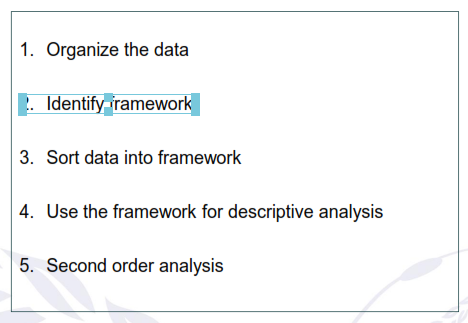 1. Organize the data
2. Identify framework
3. Sort data into framework
4. Use the framework for descriptive analysis
5. Second order analysis